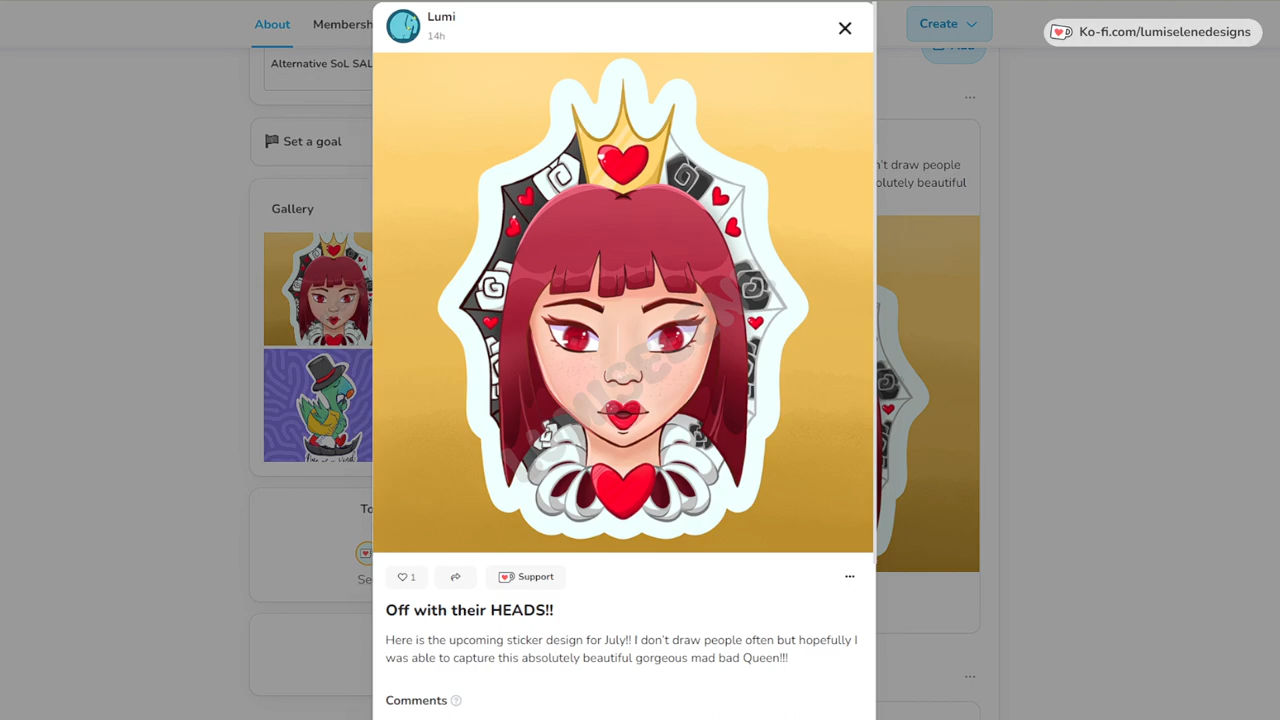 About
Membersh
Create
Ko-fi.com/lumiselenedesigns
Lumi
14h
Alternative SoL SAL
Set a goal
Gallery
n't draw people
solutely beautiful
To
Se
1
Support
Off with their HEADS!!
Here is the upcoming sticker design for July!! I don't draw people often but hopefully I
was able to capture this absolutely beautiful gorgeous mad bad Queen!!!
Comments